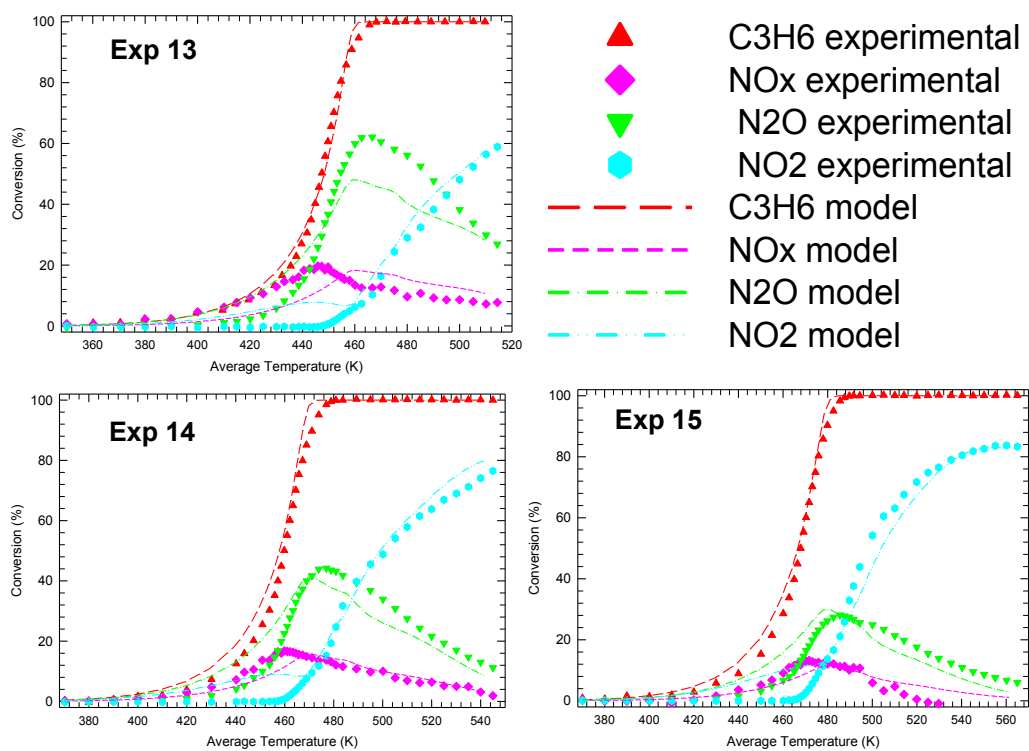 Exp 13
100
80
60
40
20
0
Conversion (%)
360 380 400 420 440 460 480 500 520
Average Temperature (K)
C3H6 experimental
NOx experimental
N2O experimental
NO2 experimental
C3H6 model
NOx model
N2O model
NO2 model
Exp 14
100
80
60
40
20
0
Conversion (%)
380 400 420 440 460 480 500 520 540
Average Temperature (K)
Exp 15
100
80
60
40
20
0
Conversion (%)
380 400 420 440 460 480 500 520 540 560
Average Temperature (K)